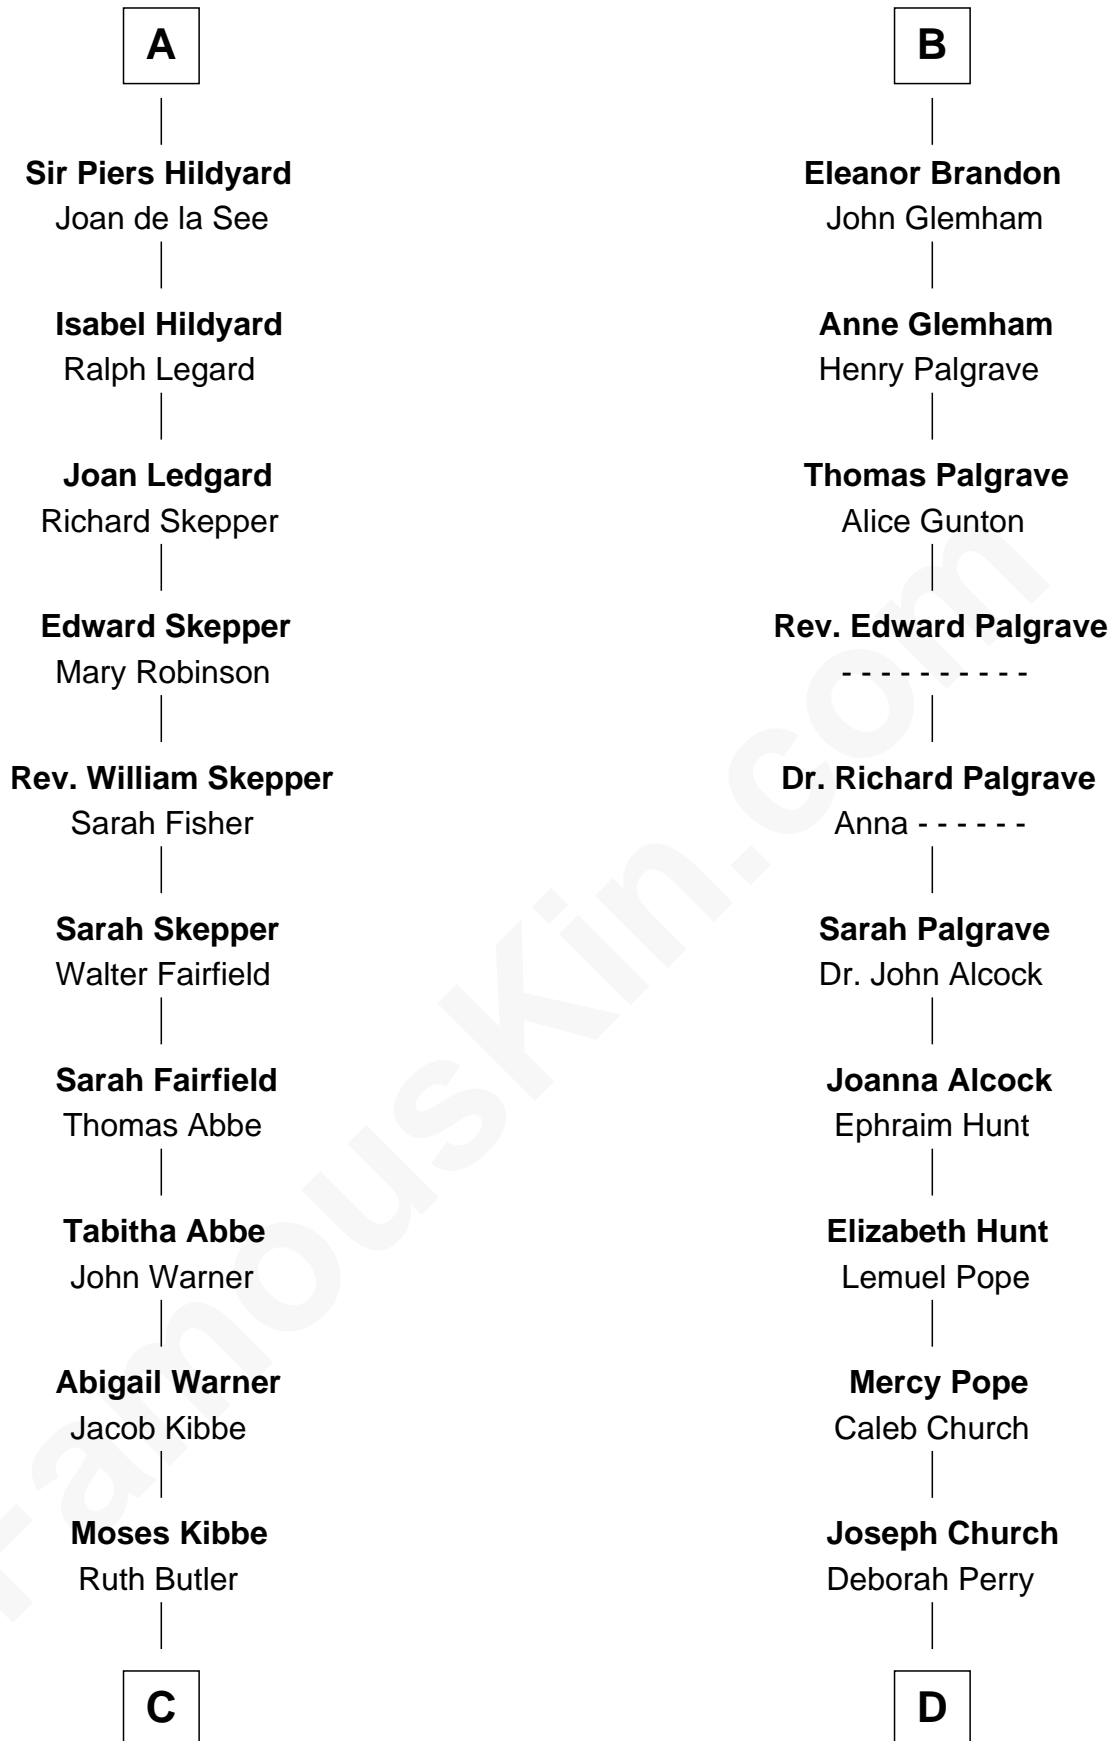 A
Sir Piers Hildyard
Joan de la See
Isabel Hildyard
Ralph Legard
Joan Ledgard
Richard Skepper
Edward Skepper
Mary Robinson
Rev. William Skepper
Sarah Fisher
Sarah Skepper
Walter Fairfield
Sarah Fairfield
Thomas Abbe
Tabitha Abbe
John Warner
Abigail Warner
Jacob Kibbe
Moses Kibbe
Ruth Butler
C
B
Eleanor Brandon
John Glemham
Anne Glemham
Henry Palgrave
Thomas Palgrave
Alice Gunton
Rev. Edward Palgrave
- - - - - - - - - -
Dr. Richard Palgrave
Anna - - - - - -
Sarah Palgrave
Dr. John Alcock
Joanna Alcock
Ephraim Hunt
Elizabeth Hunt
Lemuel Pope
Mercy Pope
Caleb Church
Joseph Church
Deborah Perry
D
FamousKin.com